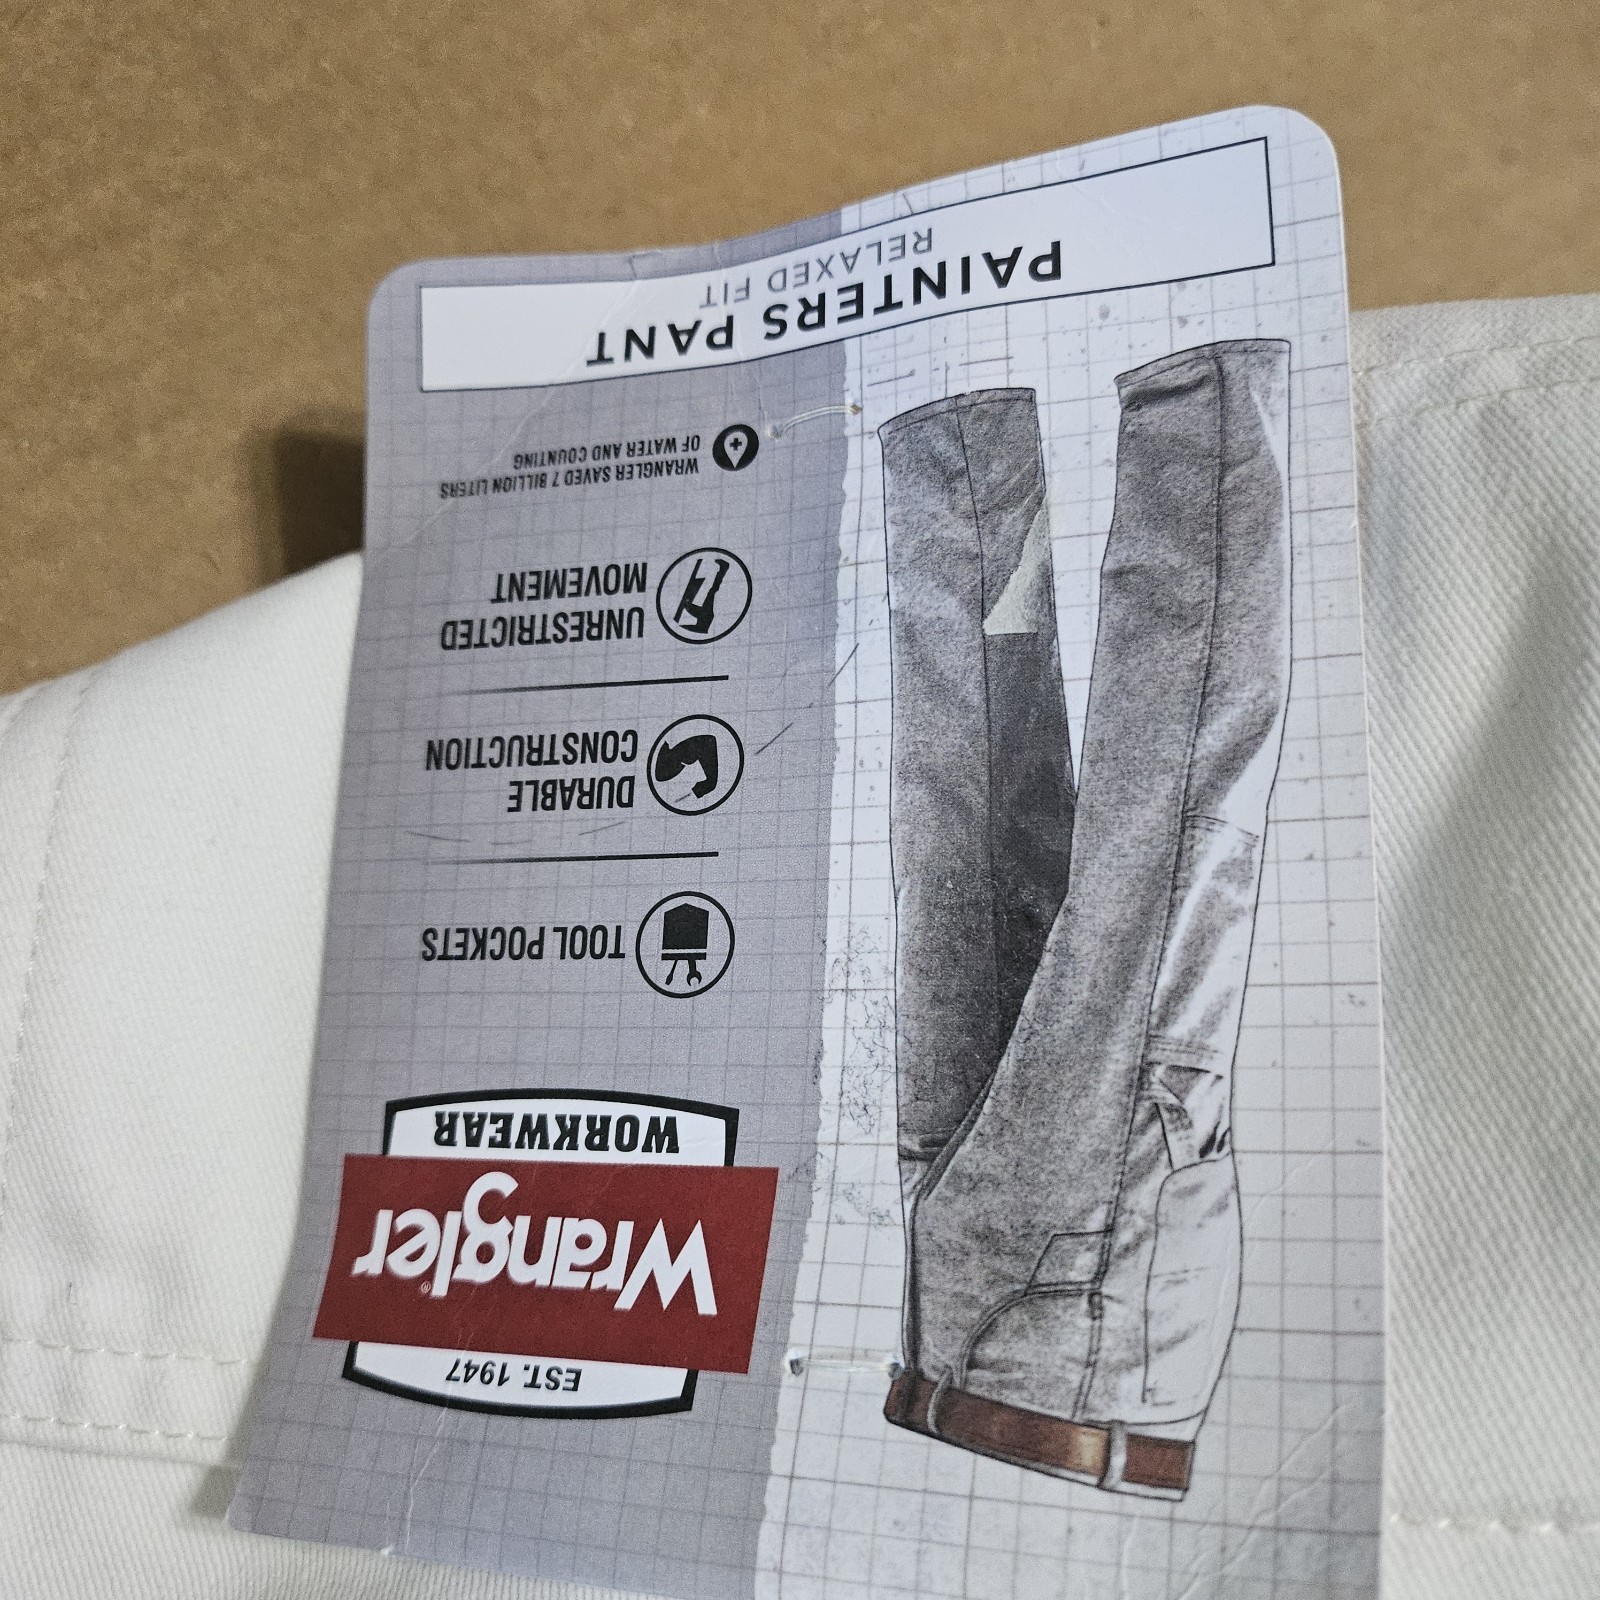 EST. 1947
Wrangler®
WORKWEAR
TOOL POCKETS
DURABLE
CONSTRUCTION
UNRESTRICTED
MOVEMENT
WRANGLER SAVED 7 BILLION LITERS
OF WATER AND COUNTING
PAINTERS PANT
RELAXED FIT